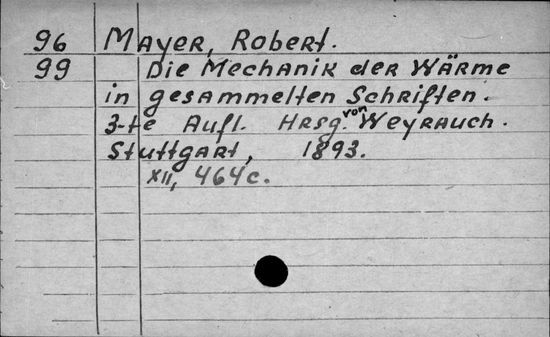 96 Mayer, Robert.
99 Die Mechanik der Wärme
in gesammelten Schriften.
3-te Aufl. Hrsg. von Weyrauch.
Stuttgart, 1893.
XII, 464 c.